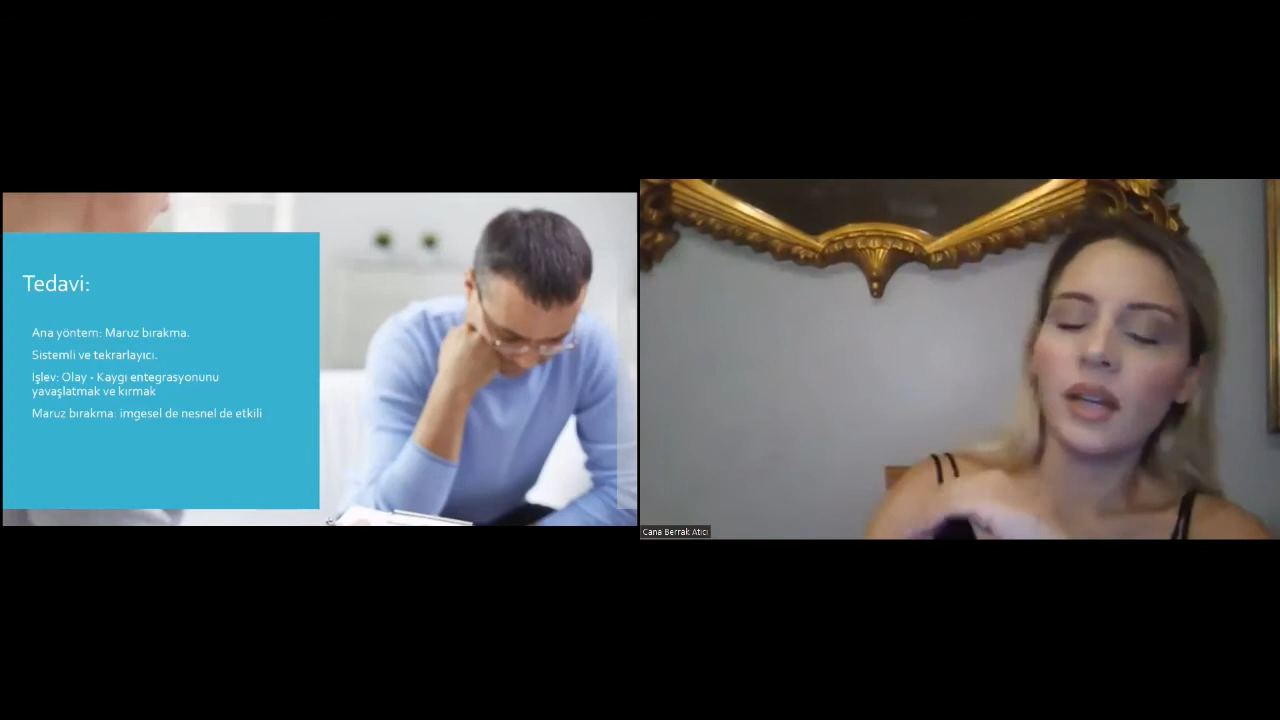 Tedavi:
Ana yöntem: Maruz bırakma.
Sistemli ve tekrarlayıcı.
İşlev: Olay - Kaygı entegrasyonunu
yavaşlatmak ve kırmak
Maruz bırakma: imgesel de nesnel de etkili
Cana Berrak Atici